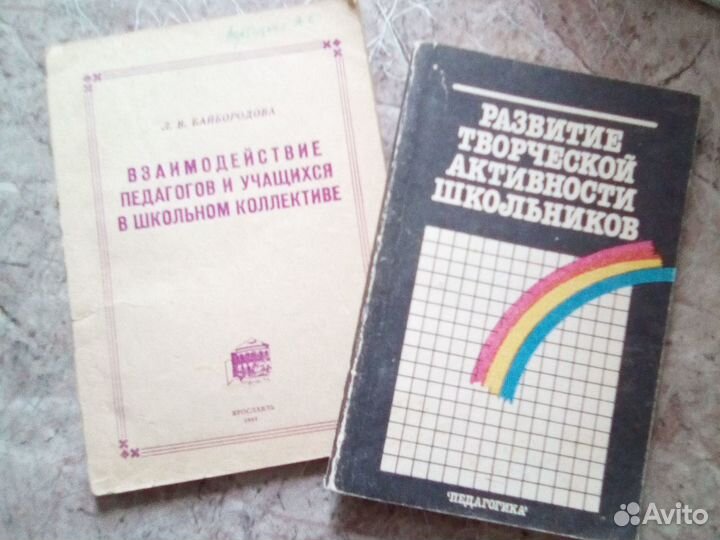 Л. В. БАЙБОРОДОВА
ВЗАИМОДЕЙСТВИЕ
ПЕДАГОГОВ И УЧАЩИХСЯ
В ШКОЛЬНОМ КОЛЛЕКТИВЕ
ЯРОСЛАВЛЬ
РАЗВИТИЕ
ТВОРЧЕСКОЙ
АКТИВНОСТИ
ШКОЛЬНИКОВ
"ПЕДАГОГИКА"
Avito